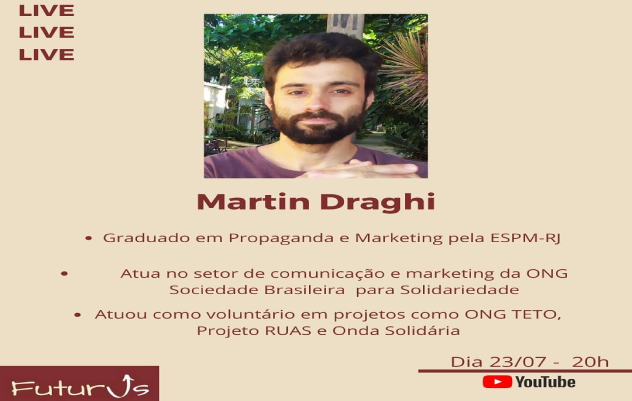 LIVE
LIVE
LIVE
Martin Draghi
• Graduado em Propaganda e Marketing pela ESPM-RJ
• Atua no setor de comunicação e marketing da ONG
Sociedade Brasileira para Solidariedade
• Atuou como voluntário em projetos como ONG TETO,
Projeto RUAS e Onda Solidária
Dia 23/07 - 20h
YouTube
FuturUs